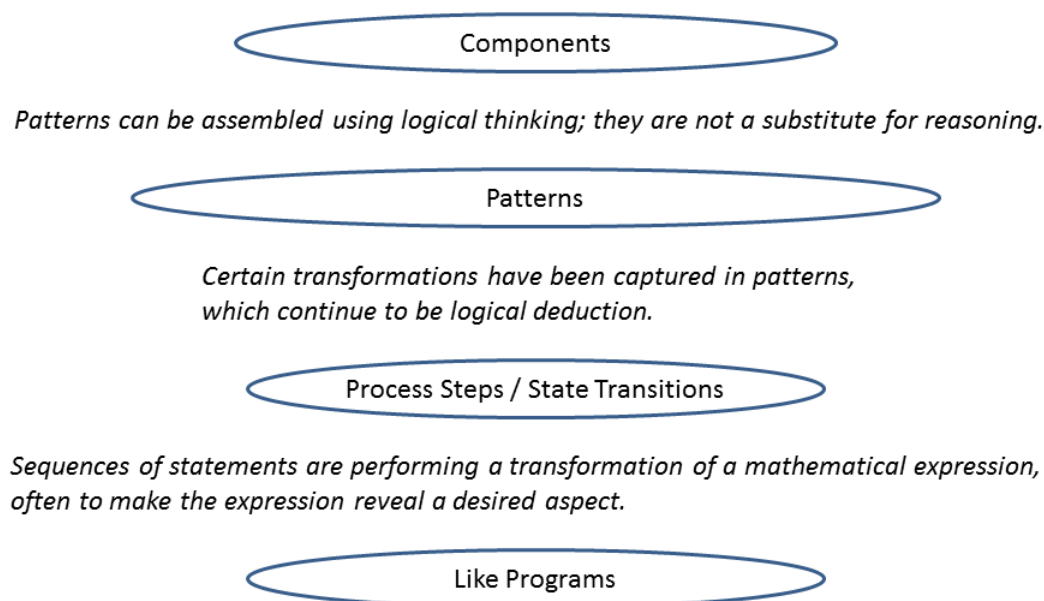 Components
Patterns can be assembled using logical thinking; they are not a substitute for reasoning.
Patterns
Certain transformations have been captured in patterns,
which continue to be logical deduction.
Process Steps / State Transitions
Sequences of statements are performing a transformation of a mathematical expression,
often to make the expression reveal a desired aspect.
Like Programs